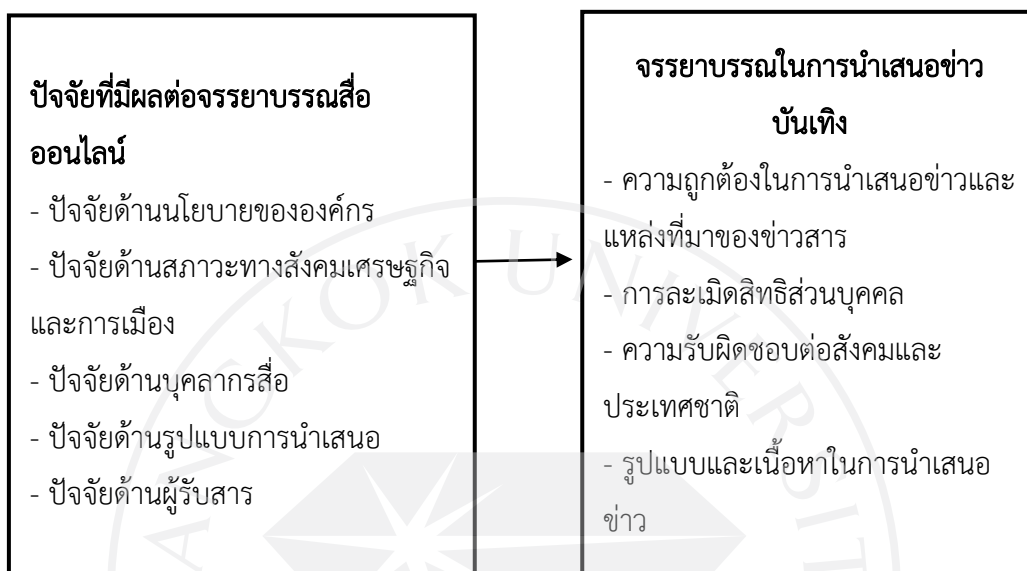 ปัจจัยที่มีผลต่อจรรยาบรรณสื่อ
ออนไลน์
- ปัจจัยด้านนโยบายขององค์กร
- ปัจจัยด้านสภาวะทางสังคมเศรษฐกิจ
และการเมือง
- ปัจจัยด้านบุคลากรสื่อ
- ปัจจัยด้านรูปแบบการนำเสนอ
- ปัจจัยด้านผู้รับสาร
จรรยาบรรณในการนำเสนอข่าว
บันเทิง
- ความถูกต้องในการนำเสนอข่าวและ
แหล่งที่มาของข่าวสาร
- การละเมิดสิทธิส่วนบุคคล
- ความรับผิดชอบต่อสังคมและ
ประเทศชาติ
- รูปแบบและเนื้อหาในการนำเสนอ
ข่าว